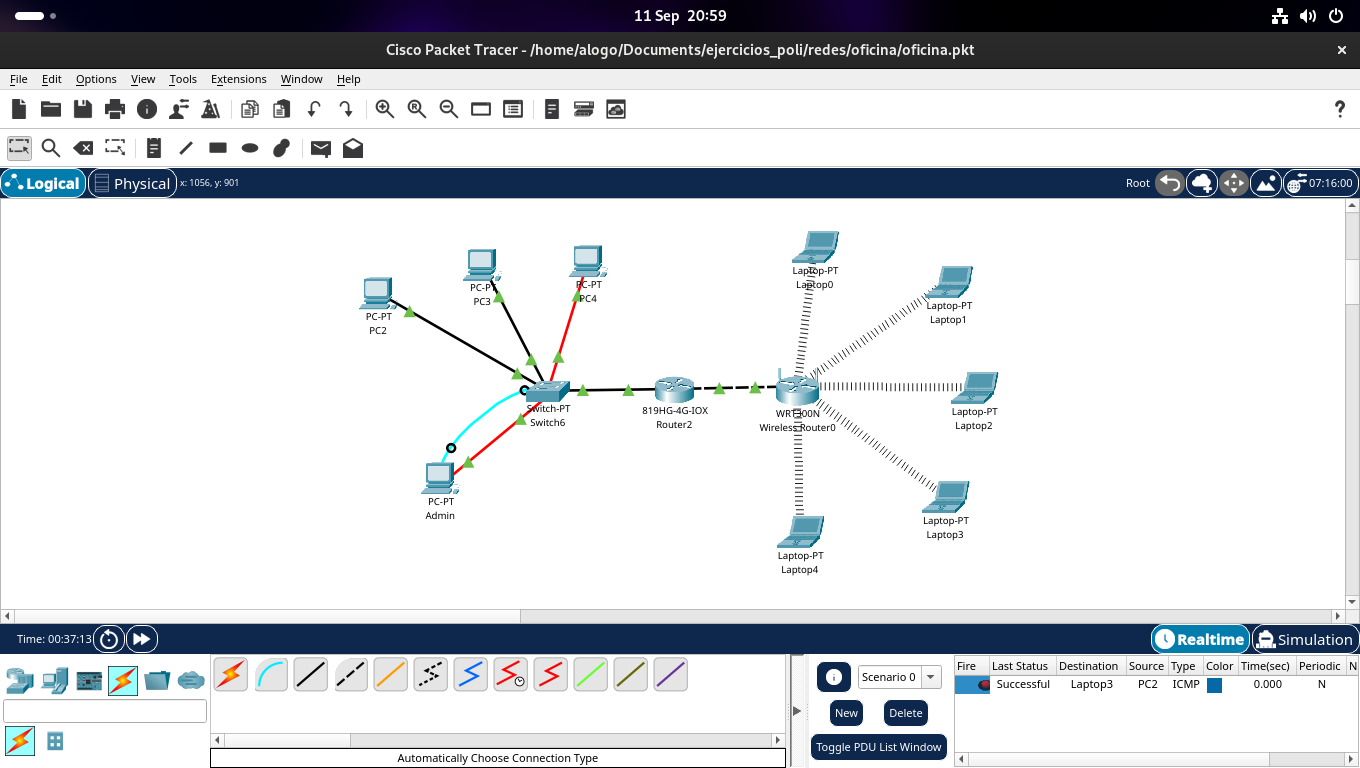 11 Sep 20:59
Cisco Packet Tracer - /home/alogo/Documents/ejercicios_poli/redes/oficina/oficina.pkt
File Edit Options View Tools Extensions Window Help
Logical Physical x: 1056, y: 901 Root 07:16:00
Laptop-PT
Laptop0
PC-PT
PC3
PC-PT
PC4
Laptop-PT
Laptop1
PC-PT
PC2
Switch-PT
Switch6
819HG-4G-IOX
Router2
WRT300N
Wireless Router0
Laptop-PT
Laptop2
PC-PT
Admin
Laptop-PT
Laptop3
Laptop-PT
Laptop4
Time: 00:37:13 Realtime Simulation
Scenario 0
New Delete
Toggle PDU List Window
Fire Last Status Destination Source Type Color Time(sec) Periodic N
Successful Laptop3 PC2 ICMP 0.000 N
Automatically Choose Connection Type